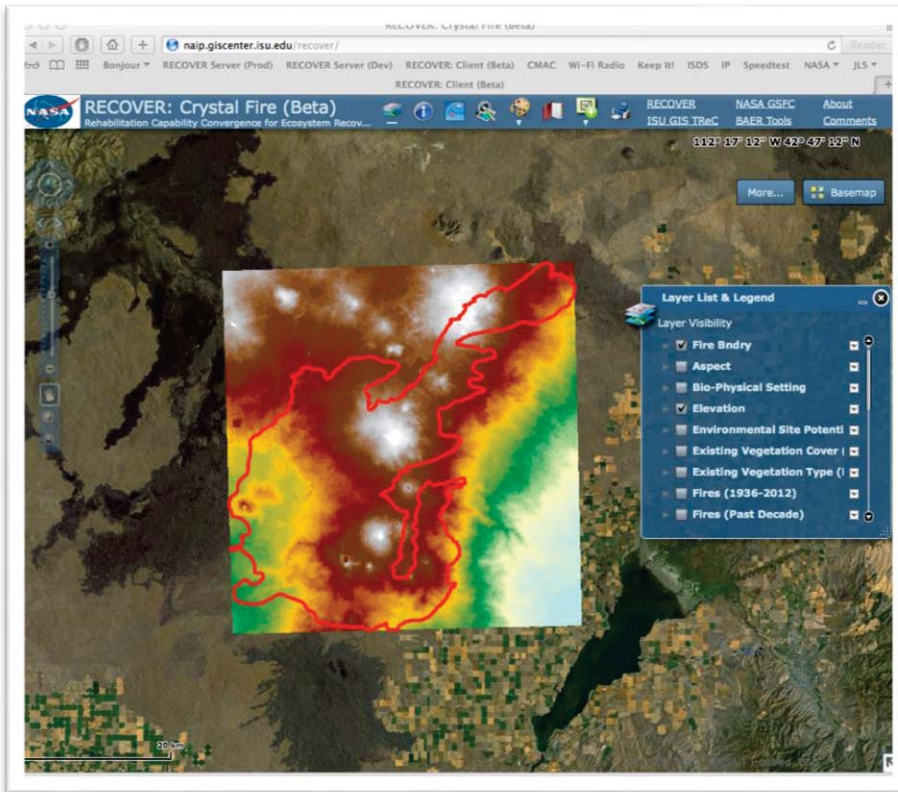 RECOVER: Crystal Fire (Beta)
naip.giscenter.isu.edu/recover/
Reader
Bonjour RECOVER Server (Prod) RECOVER Server (Dev) RECOVER: Client (Beta) CMAC Wi-Fi Radio Keep It! ISDS IP Speedtest NASA JLS
RECOVER: Client (Beta)
NASA
RECOVER: Crystal Fire (Beta)
Rehabilitation Capability Convergence for Ecosystem Recov...
RECOVER NASA GSFC About
ISU GIS TReC BAER Tools Comments
112° 17' 12" W 42° 47' 12" N
More... Basemap
Layer List & Legend
Layer Visibility
Fire Bndry
Aspect
Bio-Physical Setting
Elevation
Environmental Site Potenti
Existing Vegetation Cover (
Existing Vegetation Type (
Fires (1936-2012)
Fires (Past Decade)
20 km